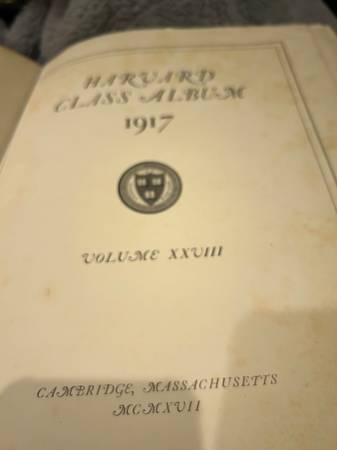 HARVARD
CLASS ALBUM
1917
VOLUME XXVIII
CAMBRIDGE, MASSACHUSETTS
MCMXVII